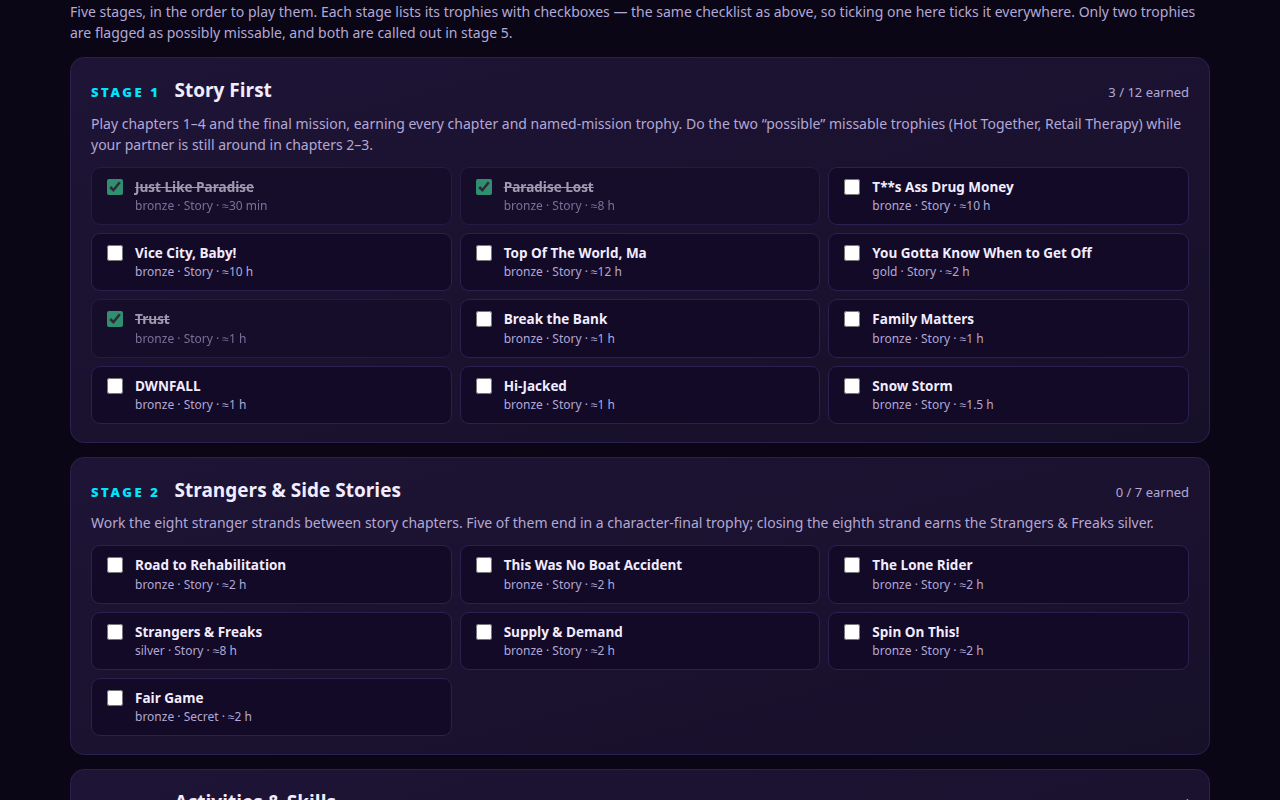 Five stages, in the order to play them. Each stage lists its trophies with checkboxes — the same checklist as above, so ticking one here ticks it everywhere. Only two trophies
are flagged as possibly missable, and both are called out in stage 5.
STAGE 1 Story First 3 / 12 earned
Play chapters 1–4 and the final mission, earning every chapter and named-mission trophy. Do the two “possible” missable trophies (Hot Together, Retail Therapy) while
your partner is still around in chapters 2–3.
Just Like Paradise
bronze · Story · ≈30 min
Paradise Lost
bronze · Story · ≈8 h
T**s Ass Drug Money
bronze · Story · ≈10 h
Vice City, Baby!
bronze · Story · ≈10 h
Top Of The World, Ma
bronze · Story · ≈12 h
You Gotta Know When to Get Off
gold · Story · ≈2 h
Trust
bronze · Story · ≈1 h
Break the Bank
bronze · Story · ≈1 h
Family Matters
bronze · Story · ≈1 h
DWNFALL
bronze · Story · ≈1 h
Hi-Jacked
bronze · Story · ≈1 h
Snow Storm
bronze · Story · ≈1.5 h
STAGE 2 Strangers & Side Stories 0 / 7 earned
Work the eight stranger strands between story chapters. Five of them end in a character-final trophy; closing the eighth strand earns the Strangers & Freaks silver.
Road to Rehabilitation
bronze · Story · ≈2 h
This Was No Boat Accident
bronze · Story · ≈2 h
The Lone Rider
bronze · Story · ≈2 h
Strangers & Freaks
silver · Story · ≈8 h
Supply & Demand
bronze · Story · ≈2 h
Spin On This!
bronze · Story · ≈2 h
Fair Game
bronze · Secret · ≈2 h
Activities & Skills